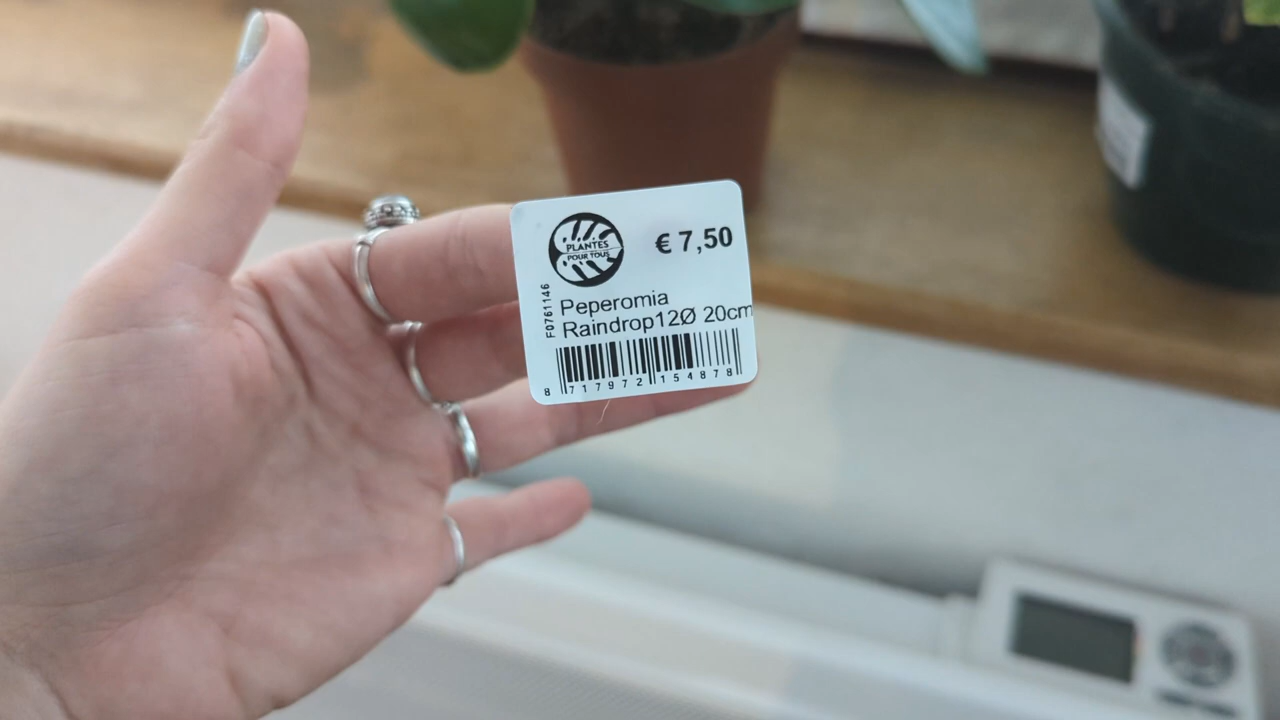 PLANTES
POUR TOUS
€ 7,50
F0761146
Peperomia
Raindrop12Ø 20cm
8 717972 154878